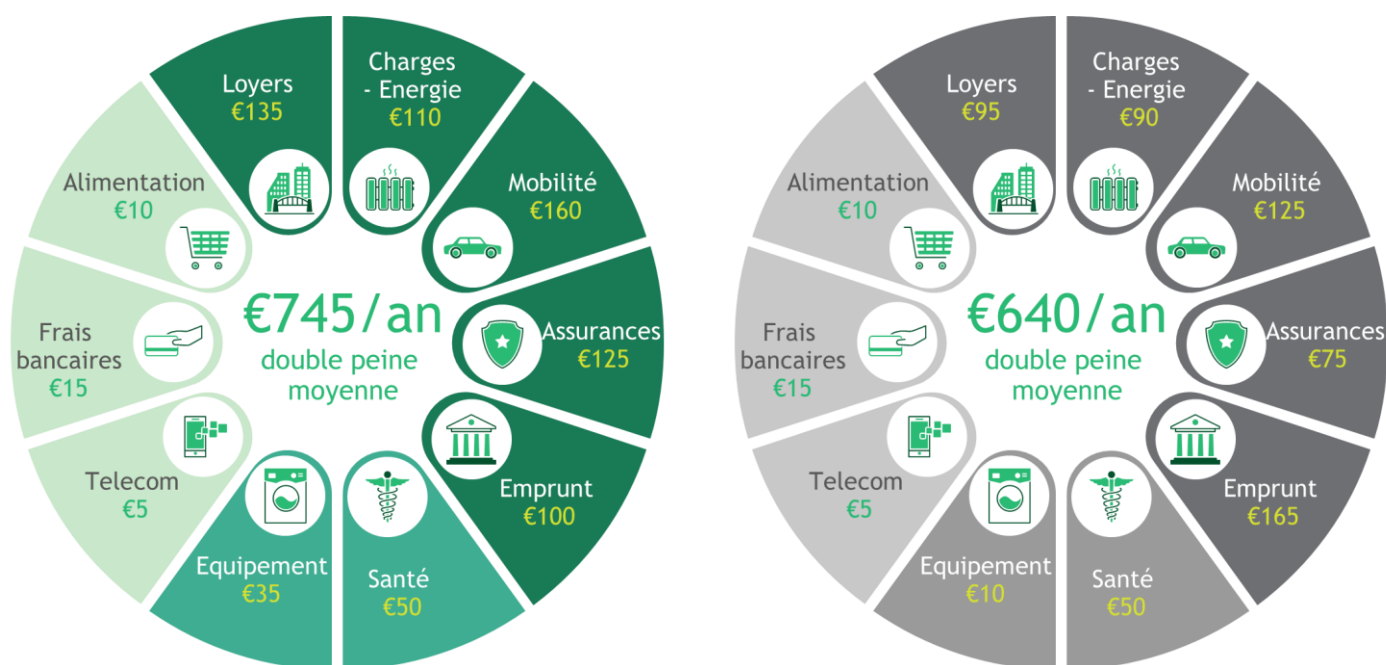 Loyers
€135
Charges
- Energie
€110
Mobilité
€160
Assurances
€125
Emprunt
€100
Santé
€50
Equipement
€35
Telecom
€5
Frais
bancaires
€15
Alimentation
€10
€745/an
double peine
moyenne
Loyers
€95
Charges
- Energie
€90
Mobilité
€125
Assurances
€75
Emprunt
€165
Santé
€50
Equipement
€10
Telecom
€5
Frais
bancaires
€15
Alimentation
€10
€640/an
double peine
moyenne